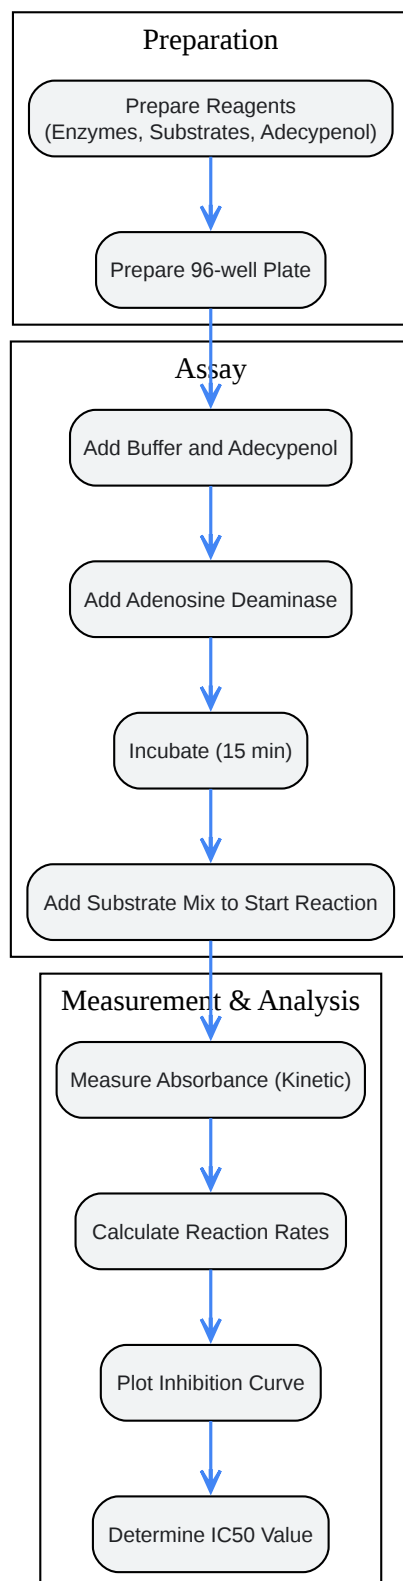 Preparation
Prepare Reagents
(Enzymes, Substrates, Adecypenol)
Prepare 96-well Plate
Assay
Add Buffer and Adecypenol
Add Adenosine Deaminase
Incubate (15 min)
Add Substrate Mix to Start Reaction
Measurement & Analysis
Measure Absorbance (Kinetic)
Calculate Reaction Rates
Plot Inhibition Curve
Determine IC50 Value